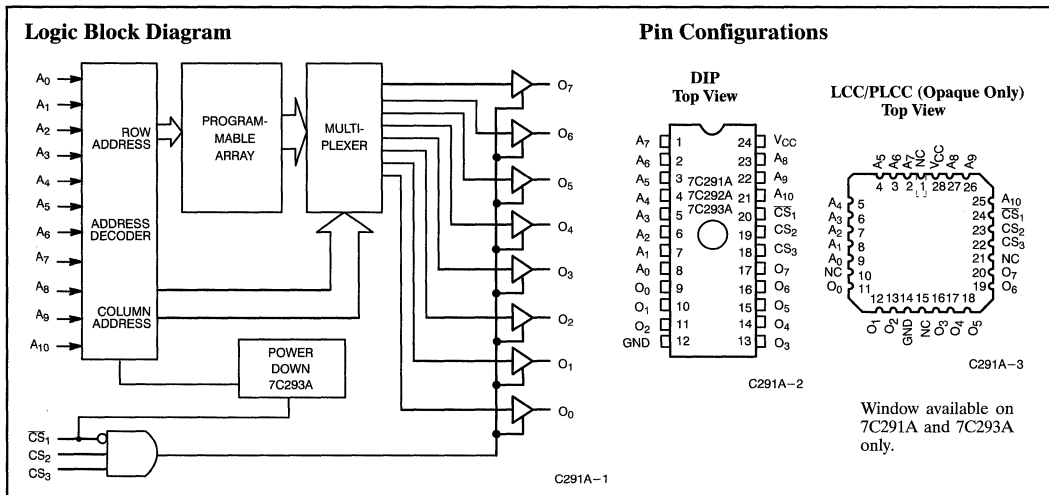 Logic Block Diagram
A0
A1
A2
A3
A4
A5
A6
A7
A8
A9
A10
ROW
ADDRESS
ADDRESS
DECODER
COLUMN
ADDRESS
PROGRAM-
MABLE
ARRAY
MULTI-
PLEXER
POWER
DOWN
7C293A
CS1
CS2
CS3
O7
O6
O5
O4
O3
O2
O1
O0
C291A-1
Pin Configurations
DIP
Top View
A7 1 24 VCC
A6 2 23 A8
A5 3 22 A9
A4 4 21 A10
A3 5 20 CS1
A2 6 19 CS2
A1 7 18 CS3
A0 8 17 O7
O0 9 16 O6
O1 10 15 O5
O2 11 14 O4
GND 12 13 O3
7C291A
7C292A
7C293A
C291A-2
LCC/PLCC (Opaque Only)
Top View
A5 A6 A7 NC VCC A8 A9
4 3 2 1 28 27 26
A4 5 25 A10
A3 6 24 CS1
A2 7 23 CS2
A1 8 22 CS3
A0 9 21 NC
NC 10 20 O7
O0 11 19 O6
12 13 14 15 16 17 18
O1 O2 GND NC O3 O4 O5
C291A-3
Window available on
7C291A and 7C293A
only.